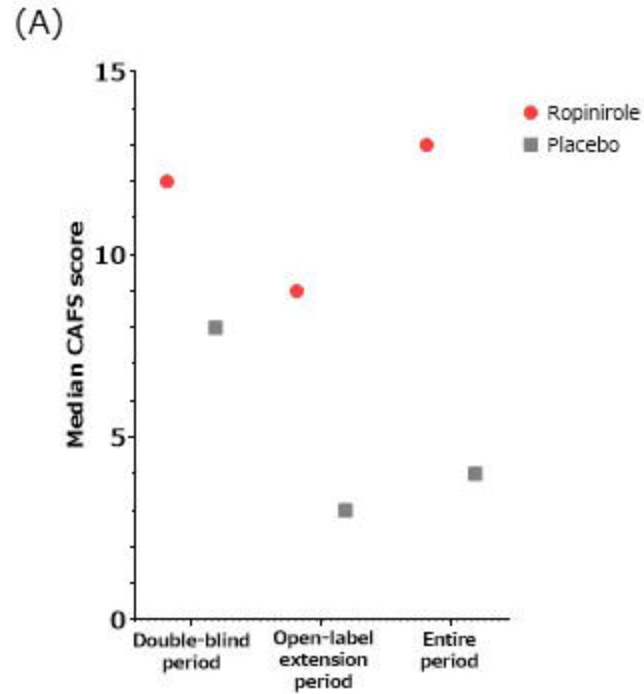 (A)
15
10
5
0
Median CAFS score
Ropinirole
Placebo
Double-blind
period
Open-label
extension
period
Entire
period